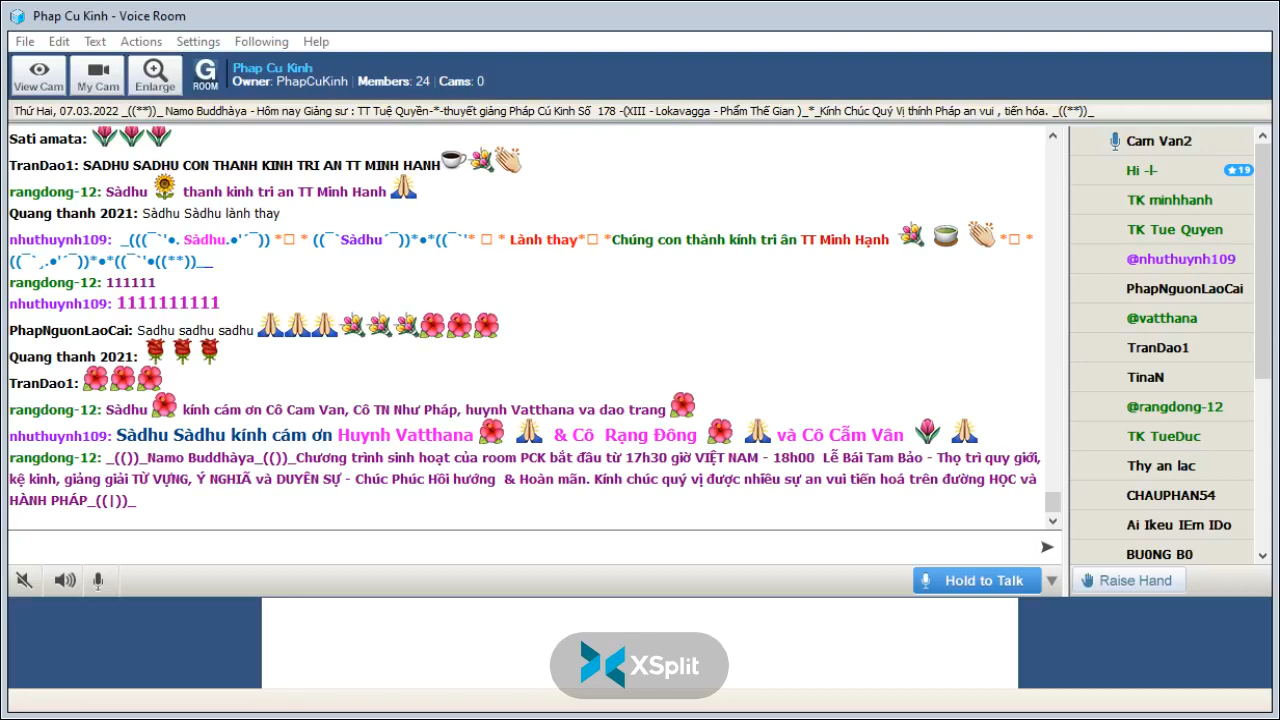 Phap Cu Kinh - Voice Room
File Edit Text Actions Settings Following Help
View Cam My Cam Enlarge G ROOM
Phap Cu Kinh
Owner: PhapCuKinh Members: 24 Cams: 0
Thứ Hai, 07.03.2022 _((**))_ Namo Buddhàya - Hôm nay Giảng sư : TT Tuệ Quyền-*-thuyết giảng Pháp Cú Kinh Số 178 -(XIII - Lokavagga - Phẩm Thế Gian )_*_Kính Chúc Quý Vị thính Pháp an vui , tiến hóa. _((**))_
Sati amata:
TranDao1: SADHU SADHU CON THANH KINH TRI AN TT MINH HANH
rangdong-12: Sàdhu thanh kinh tri an TT Minh Hanh
Quang thanh 2021: Sàdhu Sàdhu lành thay
nhuthuynh109: _(((¯`'●. Sàdhu.●'´¯)) *□ * ((¯`Sàdhu´¯))*●*((¯`'* □ * Lành thay*□ *Chúng con thành kính tri ân TT Minh Hạnh *□ *
((¯`¸.●'´¯))*●*((¯`'●((**))__
rangdong-12: 111111
nhuthuynh109: 1111111111
PhapNguonLaoCai: Sadhu sadhu sadhu
Quang thanh 2021:
TranDao1:
rangdong-12: Sàdhu kính cám ơn Cô Cam Van, Cô TN Như Pháp, huynh Vatthana va dao trang
nhuthuynh109: Sàdhu Sàdhu kính cám ơn Huynh Vatthana & Cô Rạng Đông và Cô Cẩm Vân
rangdong-12: _(())_Namo Buddhàya_(())_Chương trình sinh hoạt của room PCK bắt đầu từ 17h30 giờ VIỆT NAM - 18h00 Lễ Bái Tam Bảo - Thọ trì quy giới,
kệ kinh, giảng giải TỪ VỰNG, Ý NGHIÃ và DUYÊN SỰ - Chúc Phúc Hồi hướng & Hoàn mãn. Kính chúc quý vị được nhiều sự an vui tiến hoá trên đường HỌC và
HÀNH PHÁP_((|))_
Cam Van2
Hi -l- ★19
TK minhhanh
TK Tue Quyen
@nhuthuynh109
PhapNguonLaoCai
@vatthana
TranDao1
TinaN
@rangdong-12
TK TueDuc
Thy an lac
CHAUPHAN54
Ai Ikeu IEm IDo
BU0NG B0
Hold to Talk
Raise Hand
XSplit